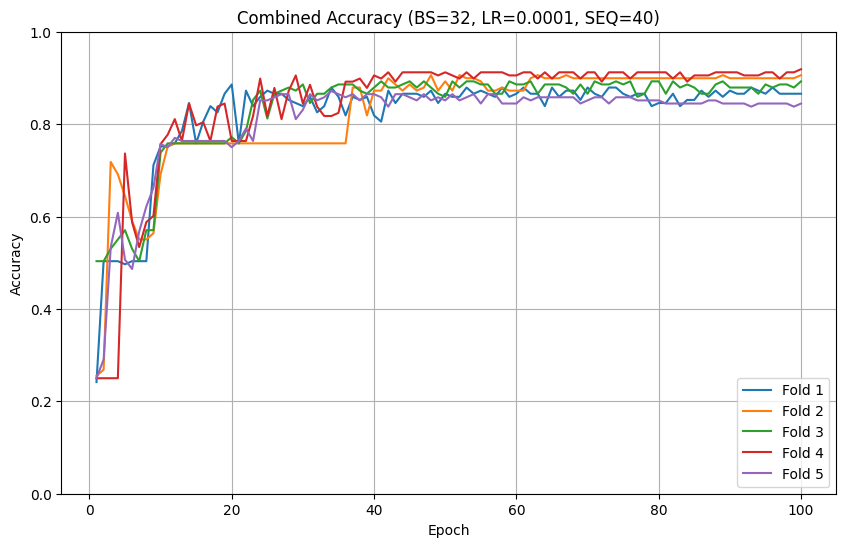 Combined Accuracy (BS=32, LR=0.0001, SEQ=40)
1.0
0.8
0.6
0.4
0.2
0.0
Accuracy
0 20 40 60 80 100
Epoch
Fold 1
Fold 2
Fold 3
Fold 4
Fold 5